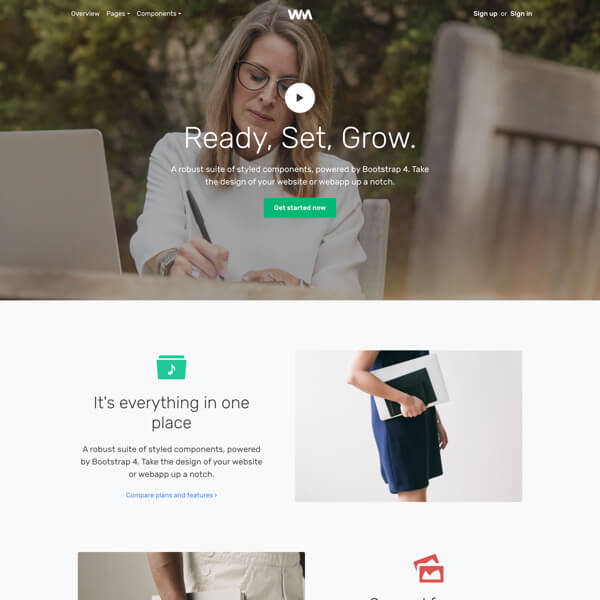 Overview Pages Components WM Sign up or Sign in
Ready, Set, Grow.
A robust suite of styled components, powered by Bootstrap 4. Take
the design of your website or webapp up a notch.
Get started now
It's everything in one
place
A robust suite of styled components, powered
by Bootstrap 4. Take the design of your website
or webapp up a notch.
Compare plans and features ›